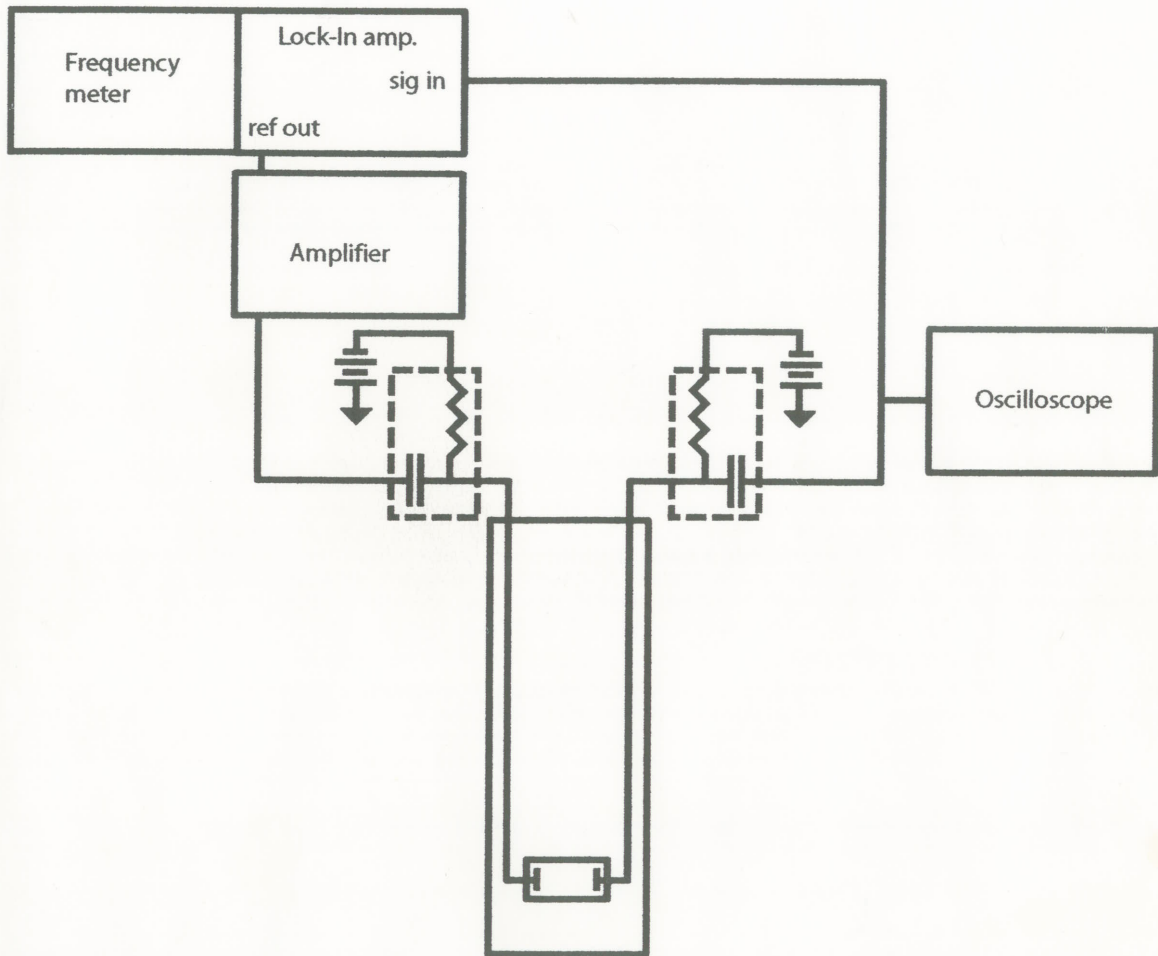 Frequency
meter
Lock-In amp.
sig in
ref out
Amplifier
Oscilloscope